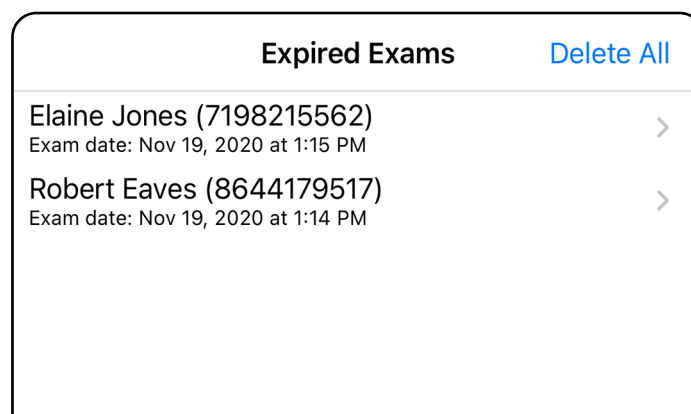 Expired Exams Delete All
Elaine Jones (7198215562)
Exam date: Nov 19, 2020 at 1:15 PM
Robert Eaves (8644179517)
Exam date: Nov 19, 2020 at 1:14 PM